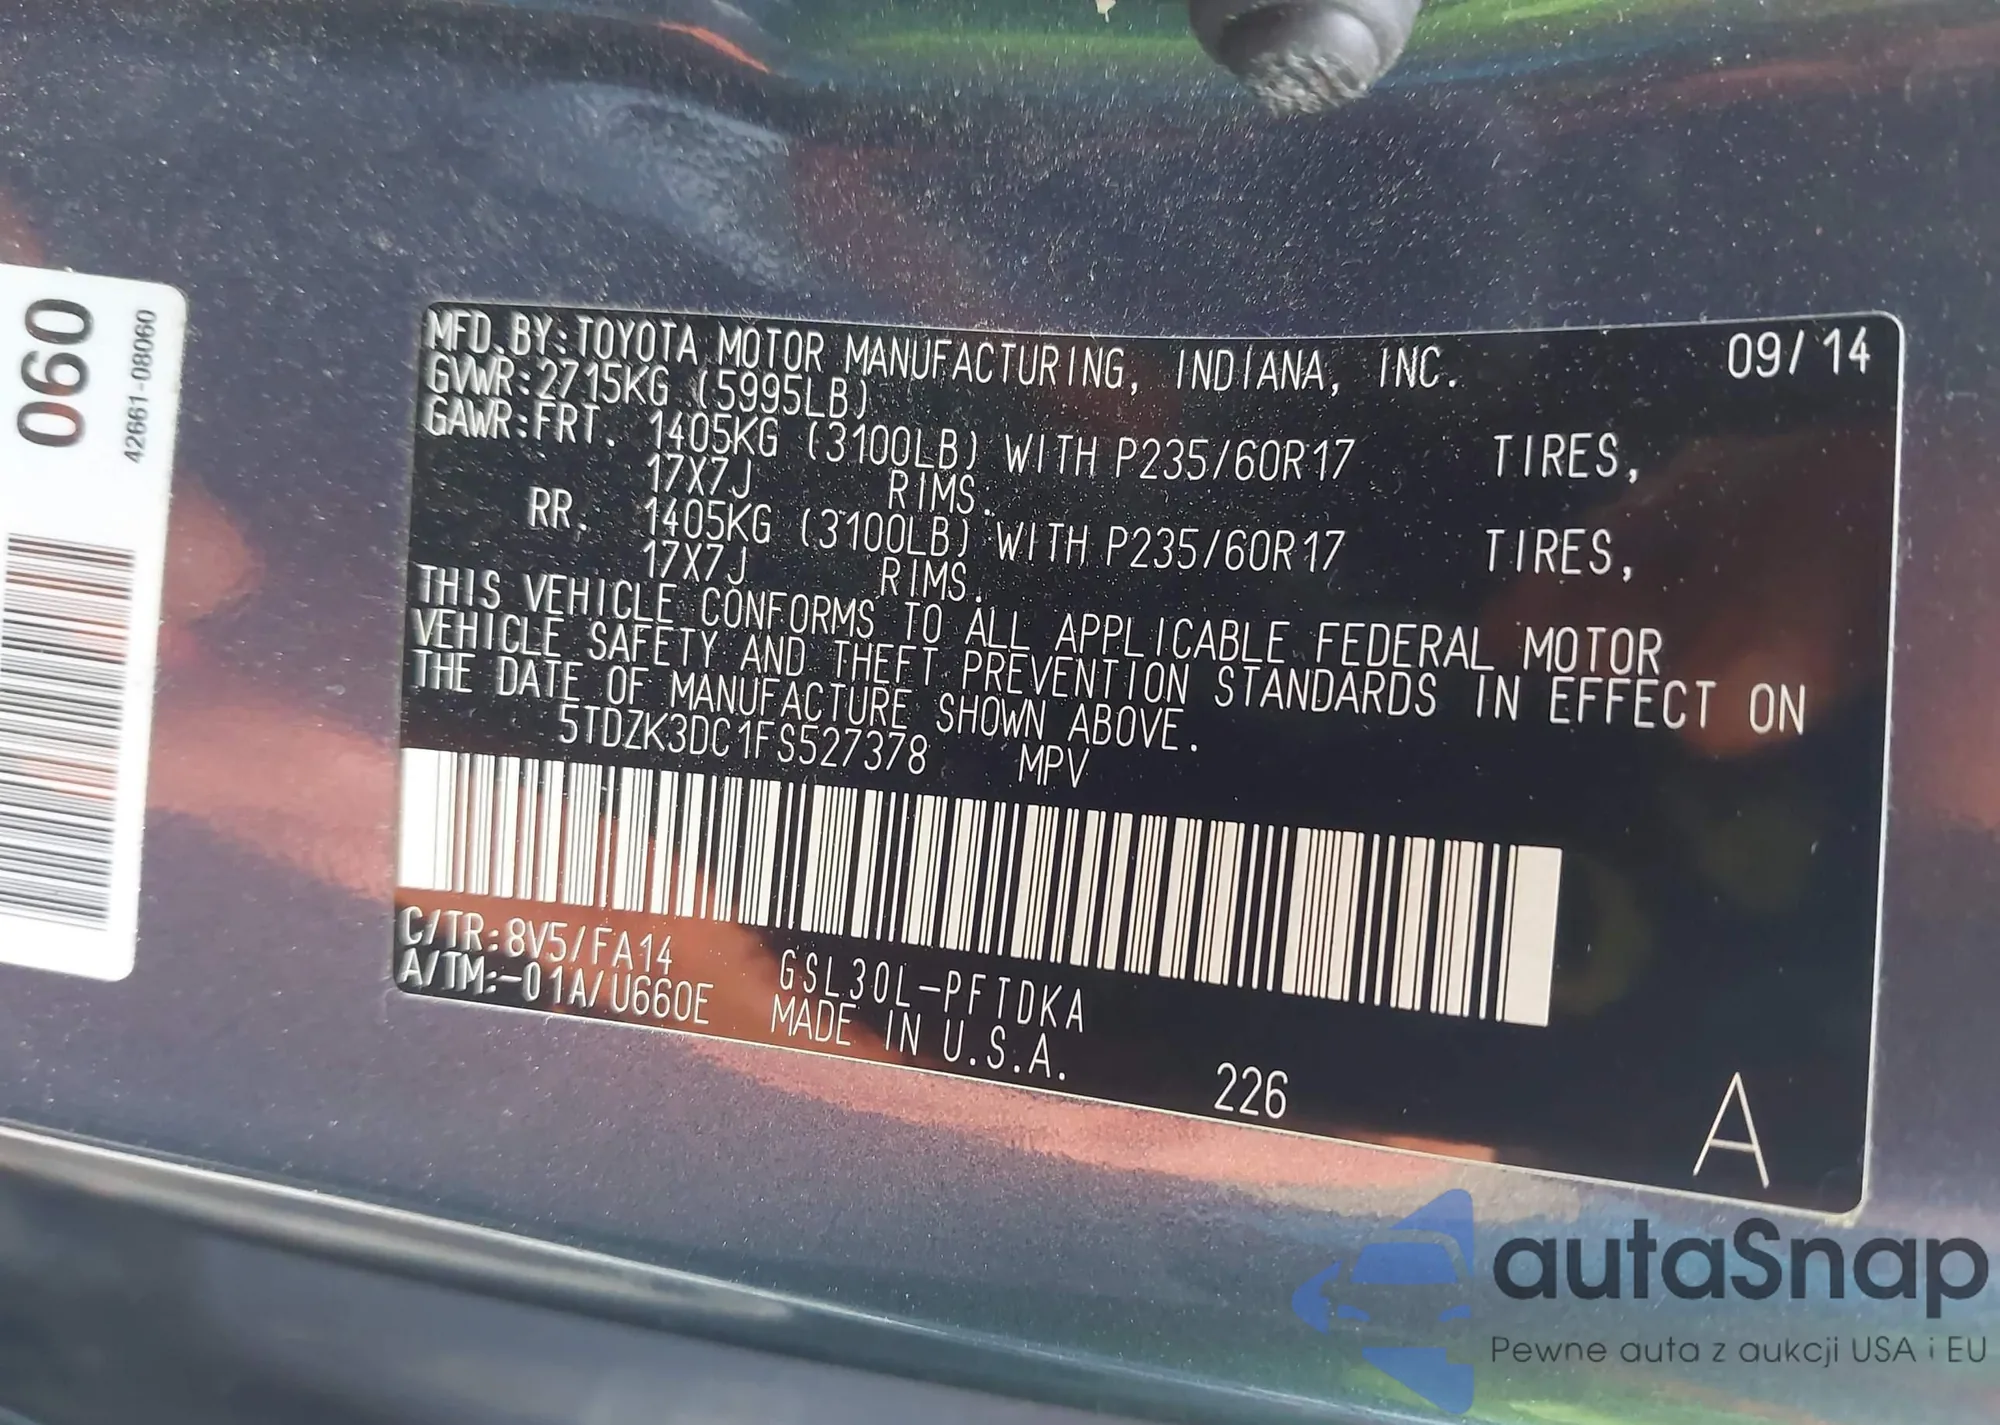 060
42661-08060
MFD.BY:TOYOTA MOTOR MANUFACTURING, INDIANA, INC. 09/14
GVWR:2715KG (5995LB)
GAWR:FRT. 1405KG (3100LB) WITH P235/60R17 TIRES,
17X7J RIMS.
RR. 1405KG (3100LB) WITH P235/60R17 TIRES,
17X7J RIMS.
THIS VEHICLE CONFORMS TO ALL APPLICABLE FEDERAL MOTOR
VEHICLE SAFETY AND THEFT PREVENTION STANDARDS IN EFFECT ON
THE DATE OF MANUFACTURE SHOWN ABOVE.
5TDZK3DC1FS527378 MPV
C/TR:8V5/FA14 GSL30L-PFTDKA
A/TM:-01A/U660E MADE IN U.S.A.
226
A
autaSnap
Pewne auta z aukcji USA i EU